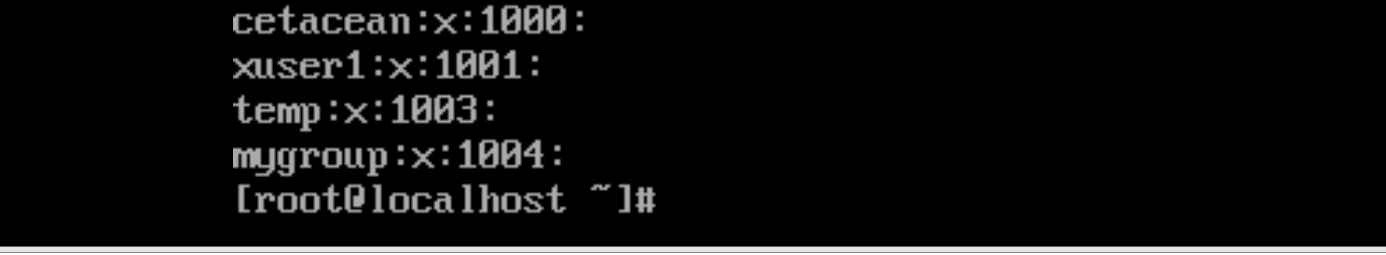 cetacean:x:1000:
xuser1:x:1001:
temp:x:1003:
mygroup:x:1004:
[root@localhost ~]#